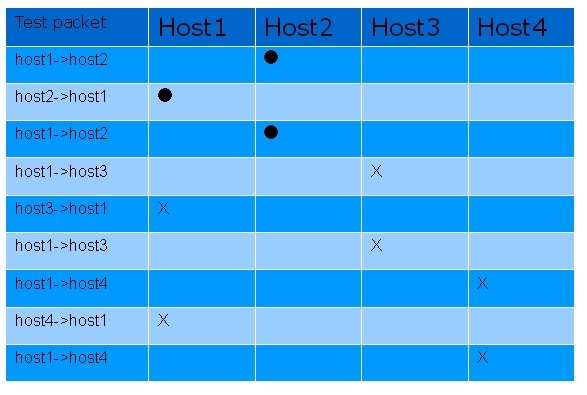 Test packet Host1 Host2 Host3 Host4
host1->host2 ●
host2->host1 ●
host1->host2 ●
host1->host3 X
host3->host1 X
host1->host3 X
host1->host4 X
host4->host1 X
host1->host4 X